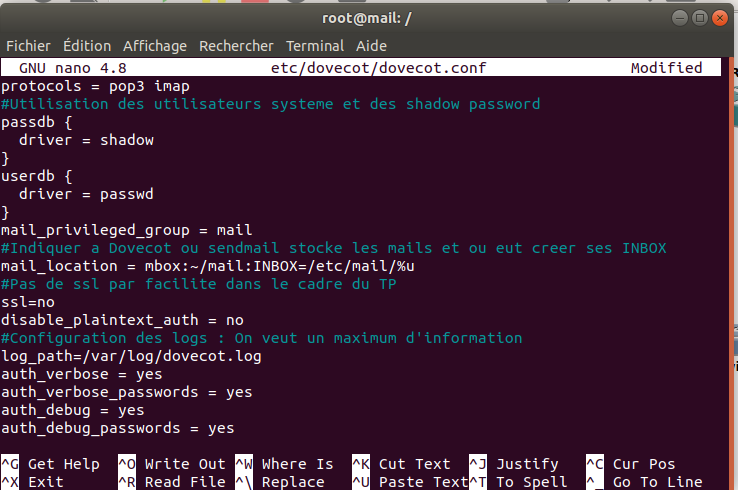 root@mail: /
Fichier Édition Affichage Rechercher Terminal Aide
GNU nano 4.8 etc/dovecot/dovecot.conf Modified
protocols = pop3 imap
#Utilisation des utilisateurs systeme et des shadow password
passdb {
  driver = shadow
}
userdb {
  driver = passwd
}
mail_privileged_group = mail
#Indiquer a Dovecot ou sendmail stocke les mails et ou eut creer ses INBOX
mail_location = mbox:~/mail:INBOX=/etc/mail/%u
#Pas de ssl par facilite dans le cadre du TP
ssl=no
disable_plaintext_auth = no
#Configuration des logs : On veut un maximum d'information
log_path=/var/log/dovecot.log
auth_verbose = yes
auth_verbose_passwords = yes
auth_debug = yes
auth_debug_passwords = yes
^G Get Help ^O Write Out ^W Where Is ^K Cut Text ^J Justify ^C Cur Pos
^X Exit ^R Read File ^\ Replace ^U Paste Text ^T To Spell ^_ Go To Line